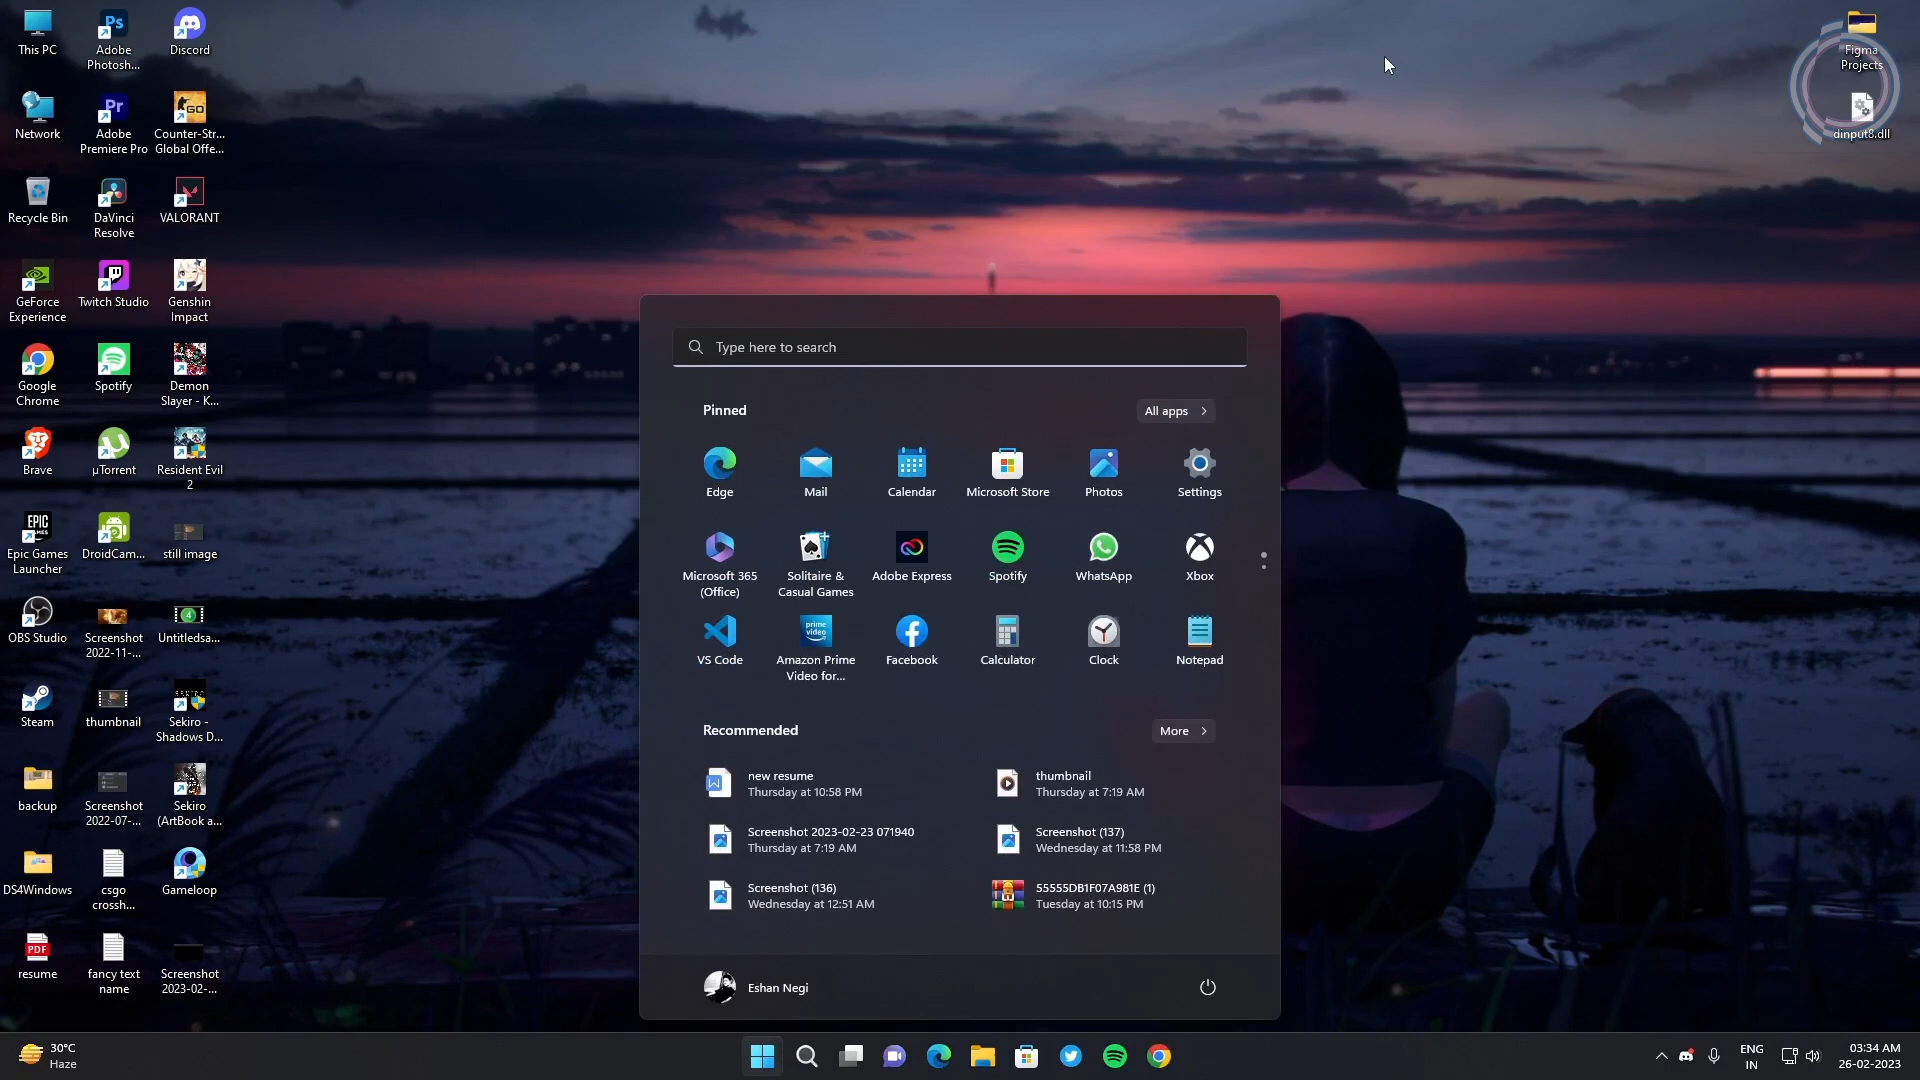 This PC
Adobe
Photosh...
Discord
Network
Adobe
Premiere Pro
Counter-Str...
Global Offe...
Recycle Bin
DaVinci
Resolve
VALORANT
GeForce
Experience
Twitch Studio
Genshin
Impact
Google
Chrome
Spotify
Demon
Slayer - K...
Brave
µTorrent
Resident Evil
2
Epic Games
Launcher
DroidCam...
still image
OBS Studio
Screenshot
2022-11-...
Untitledsa...
Steam
thumbnail
Sekiro -
Shadows D...
backup
Screenshot
2022-07-...
Sekiro
(ArtBook a...
DS4Windows
csgo
crossh...
Gameloop
resume
fancy text
name
Screenshot
2023-02-...
Figma
Projects
dinput8.dll
Type here to search
Pinned
All apps
Edge
Mail
Calendar
Microsoft Store
Photos
Settings
Microsoft 365
(Office)
Solitaire &
Casual Games
Adobe Express
Spotify
WhatsApp
Xbox
VS Code
prime
video
Amazon Prime
Video for...
Facebook
Calculator
Clock
Notepad
Recommended
More
new resume
Thursday at 10:58 PM
thumbnail
Thursday at 7:19 AM
Screenshot 2023-02-23 071940
Thursday at 7:19 AM
Screenshot (137)
Wednesday at 11:58 PM
Screenshot (136)
Wednesday at 12:51 AM
55555DB1F07A981E (1)
Tuesday at 10:15 PM
Eshan Negi
30°C
Haze
ENG
IN
03:34 AM
26-02-2023